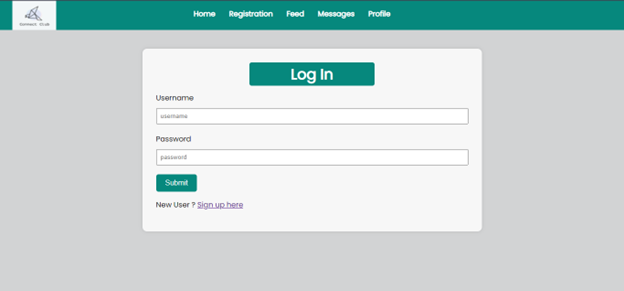 Connect Club
Home Registration Feed Messages Profile
Log In
Username
username
Password
password
Submit
New User ? Sign up here